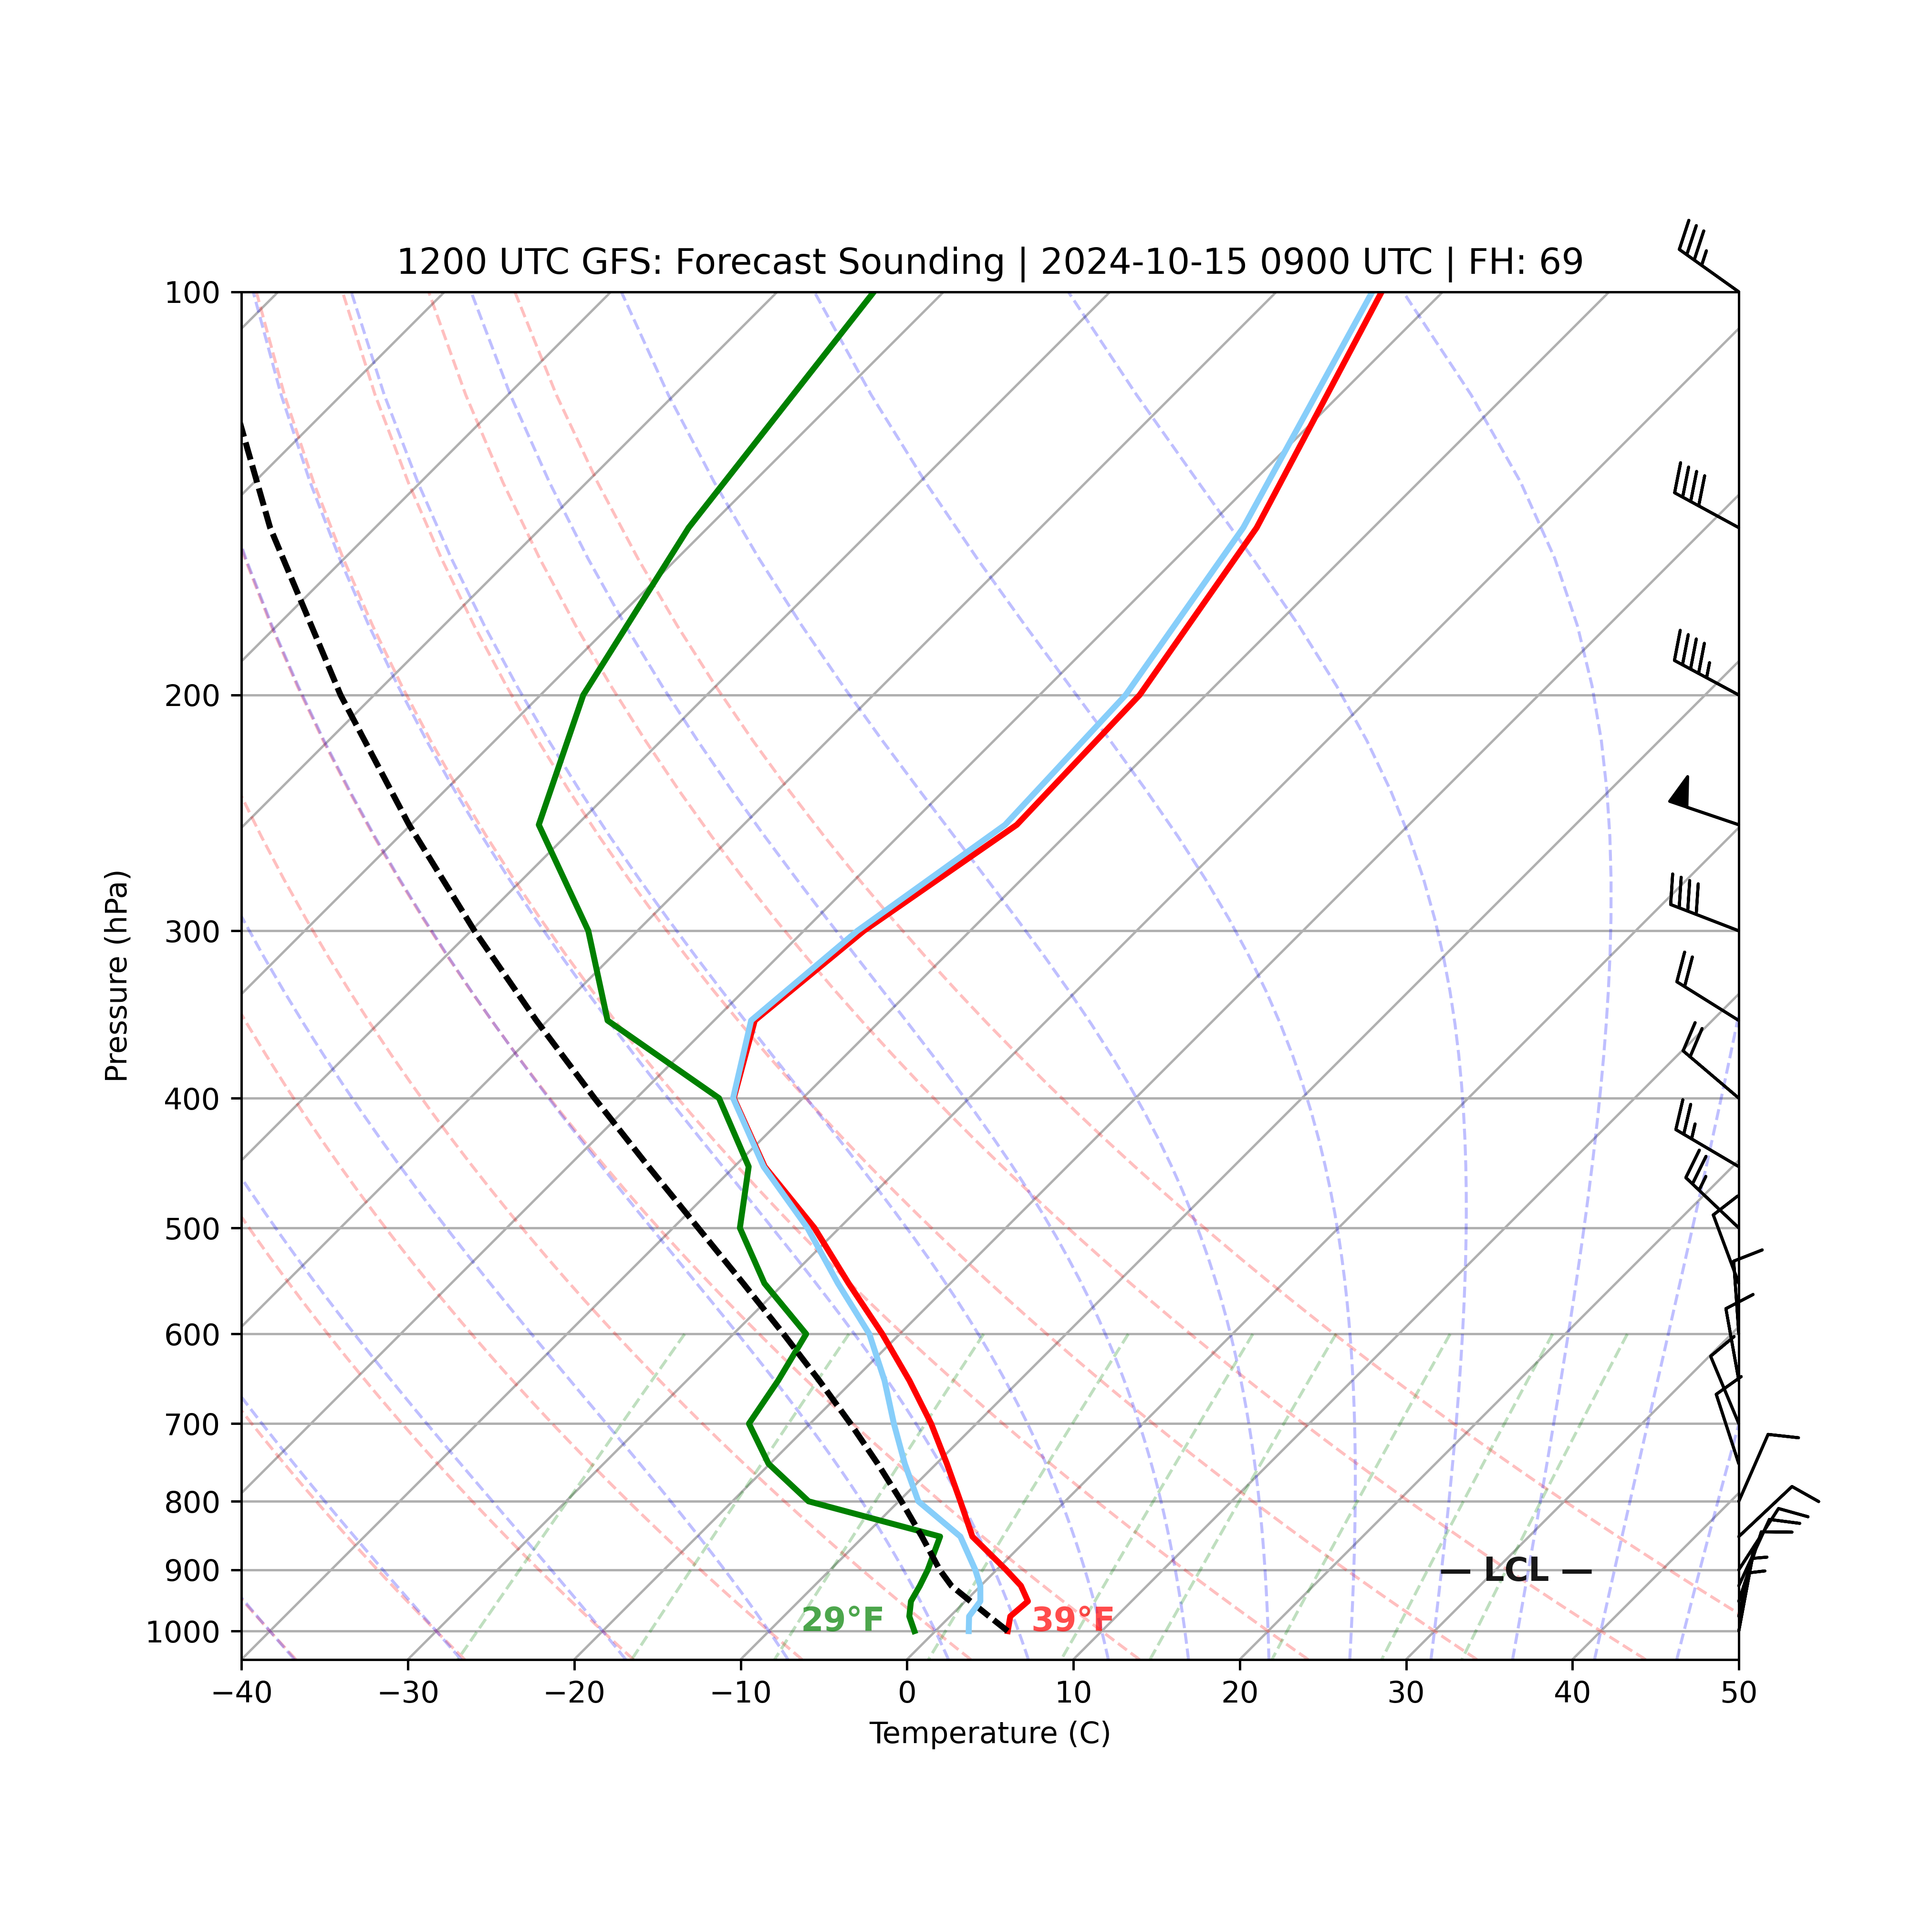 1200 UTC GFS: Forecast Sounding | 2024-10-15 0900 UTC | FH: 69
100
200
300
400
500
600
700
800
900
1000
Pressure (hPa)
— LCL —
29°F
39°F
−40 −30 −20 −10 0 10 20 30 40 50
Temperature (C)